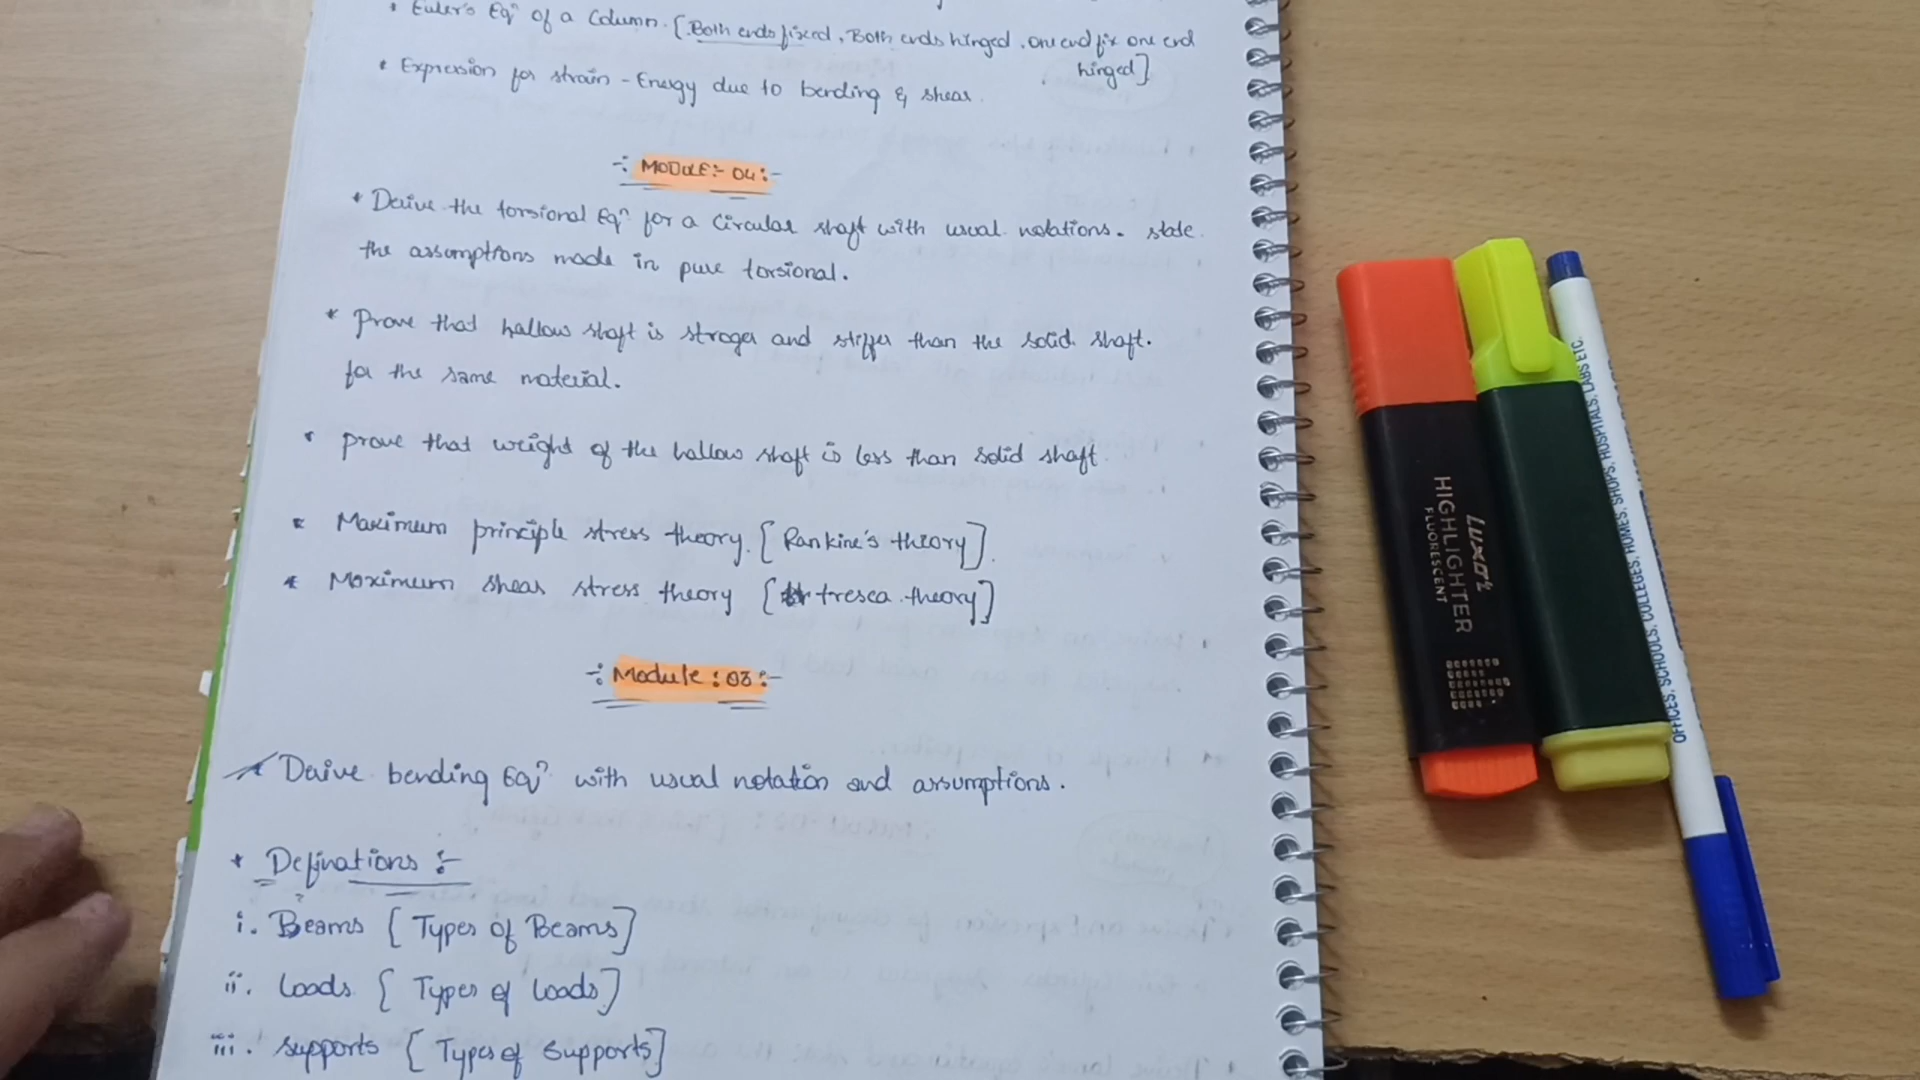 * Euler's Eqn of a Column. [Both ends fixed, Both ends hinged, one end fix one end
hinged]
* Expression for strain - Energy due to bending & shear.
-: MODULE:- 04:-
* Derive the torsional Eqn for a Circular shaft with usual notations. state
the assumptions made in pure torsional.
* Prove that hallow shaft is stroger and stiffer than the solid shaft.
for the same material.
* prove that weight of the hallow shaft is less than solid shaft
* Maximum principle stress theory. [Rankine's theory].
* Maximum shear stress theory [tresca theory]
-: Module : 03 :-
* Derive bending Eqn with usual notation and assumptions.
* Definations :-
i. Beams [Types of Beams]
ii. Loads [Types of loads]
iii. supports [Types of supports]
Luxor
HIGHLIGHTER
FLUORESCENT
OFFICES, SCHOOLS, COLLEGES, HOMES, SHOPS, HOSPITALS, LABS ETC.